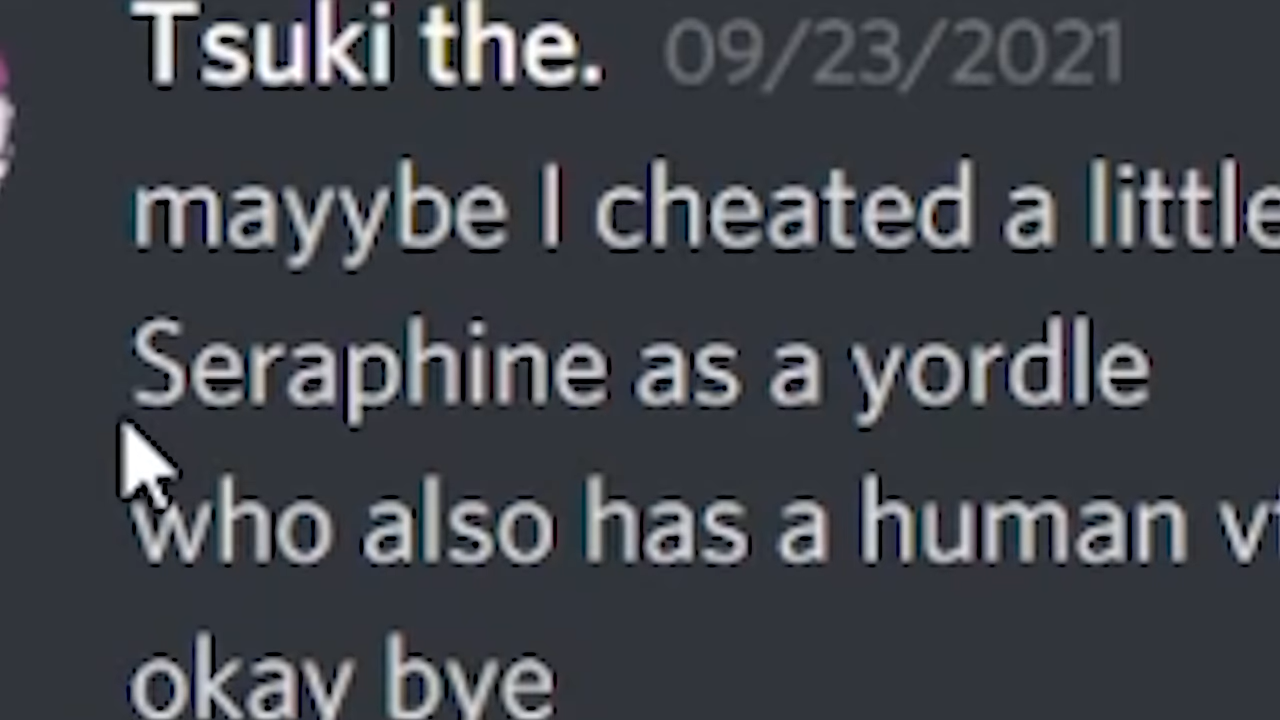 Tsuki the. 09/23/2021
mayybe I cheated a little
Seraphine as a yordle
who also has a human
okay bye